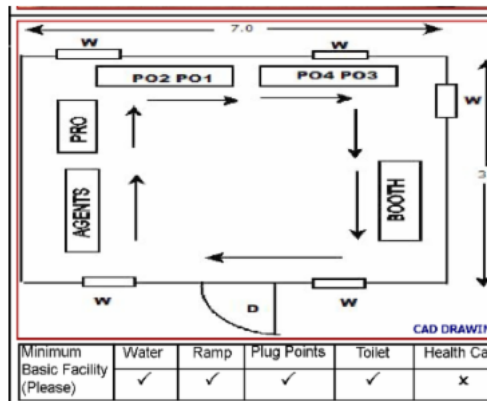 7.0
W
W
PO2 PO1
PO4 PO3
W
PRO
AGENTS
BOOTH
W
D
W
CAD DRAWIN
Minimum
Basic Facility
(Please)
Water
Ramp
Plug Points
Toilet
Health Ca
✓
✓
✓
✓
x